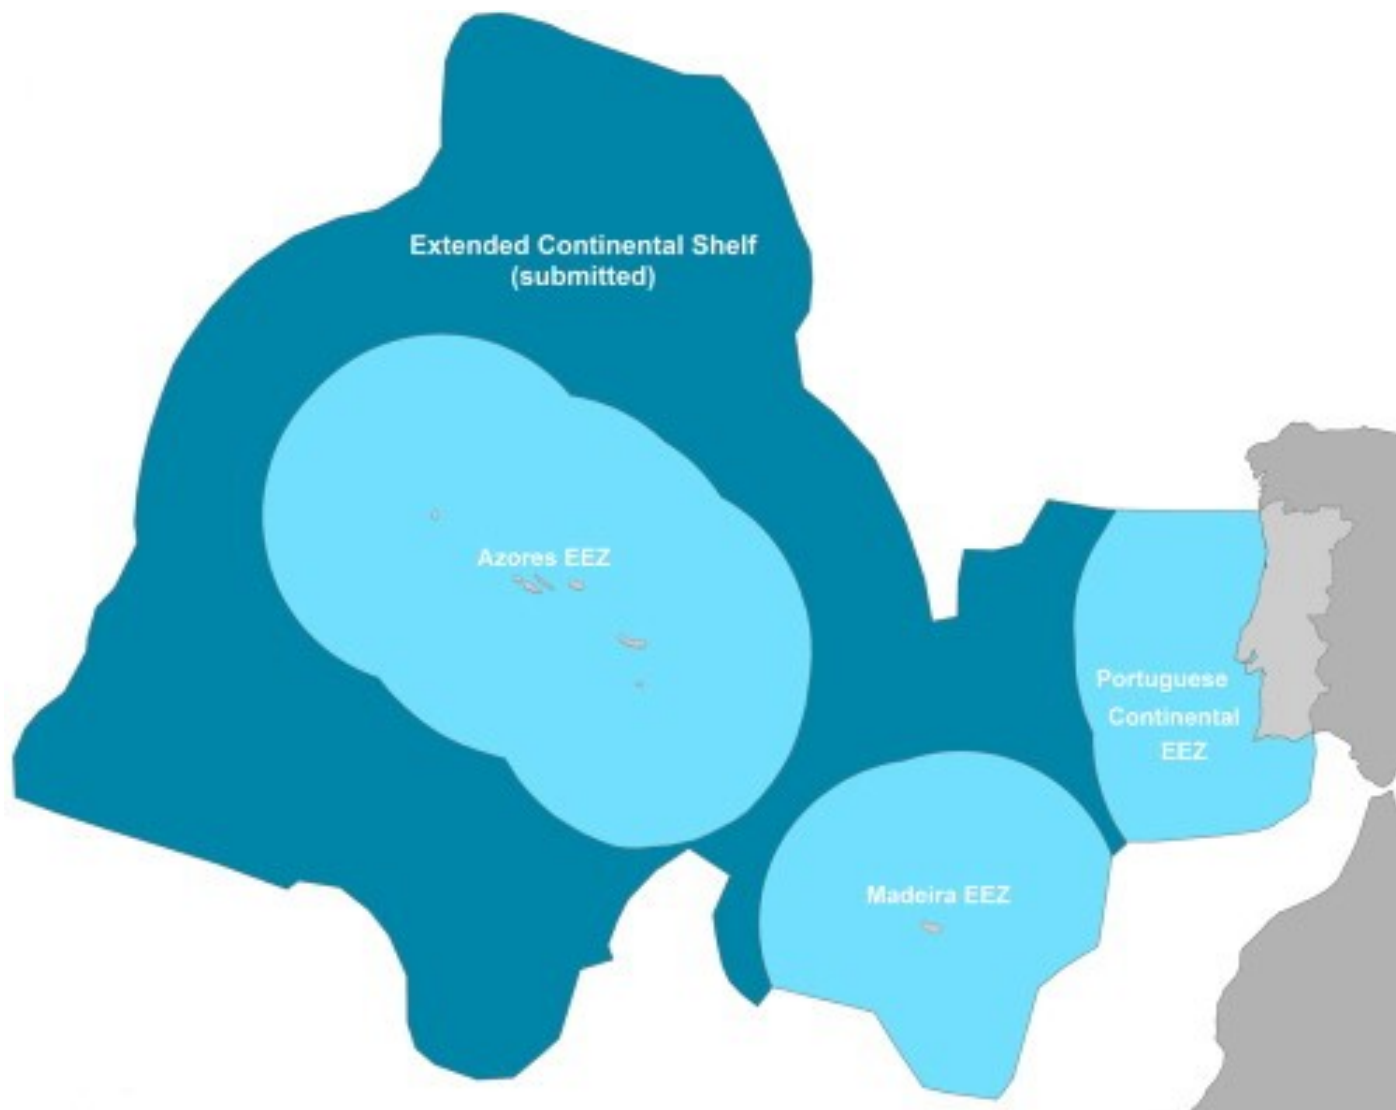 Extended Continental Shelf
(submitted)
Azores EEZ
Portuguese
Continental
EEZ
Madeira EEZ